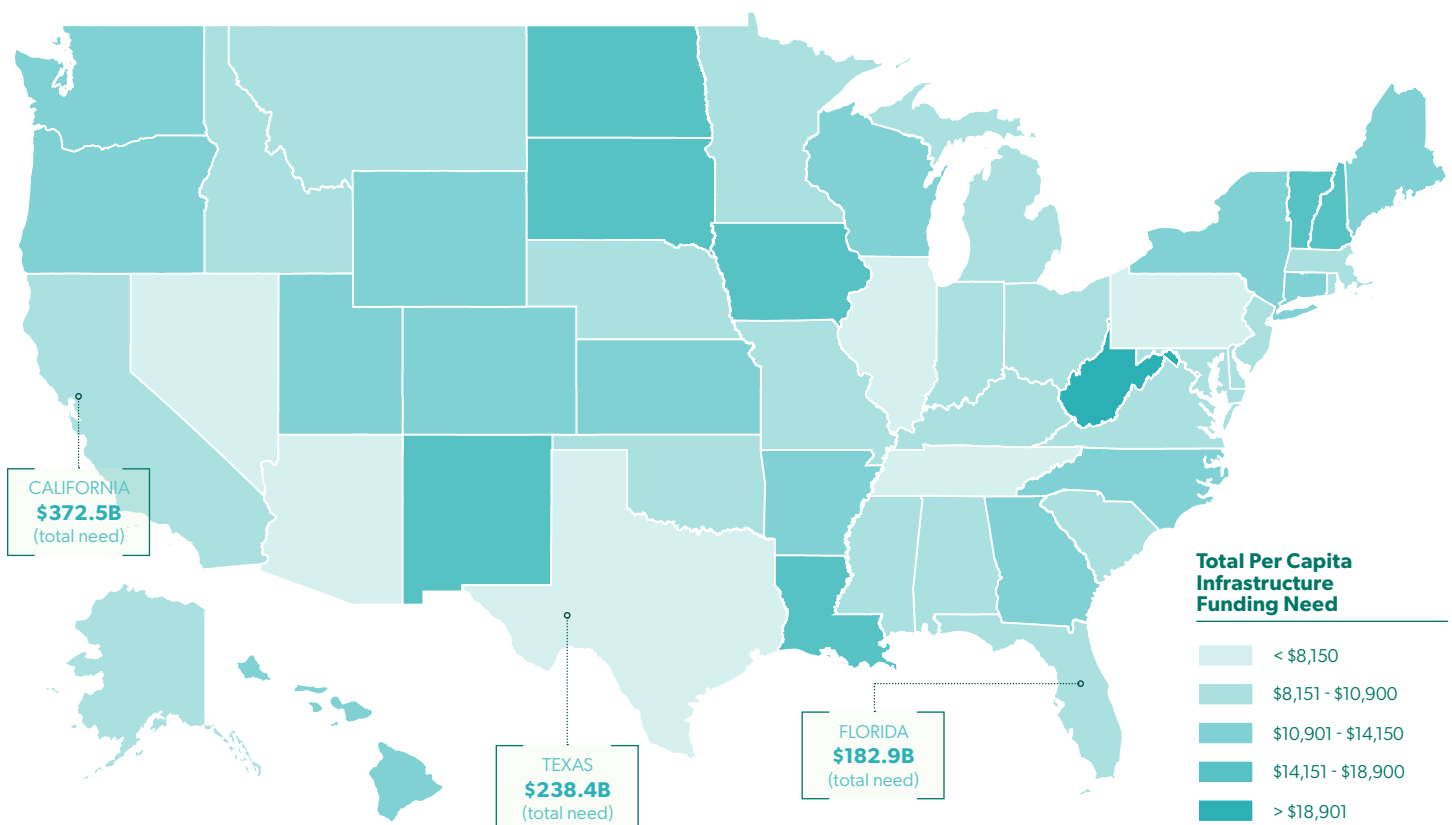 CALIFORNIA
$372.5B
(total need)
TEXAS
$238.4B
(total need)
FLORIDA
$182.9B
(total need)
Total Per Capita
Infrastructure
Funding Need
< $8,150
$8,151 - $10,900
$10,901 - $14,150
$14,151 - $18,900
> $18,901